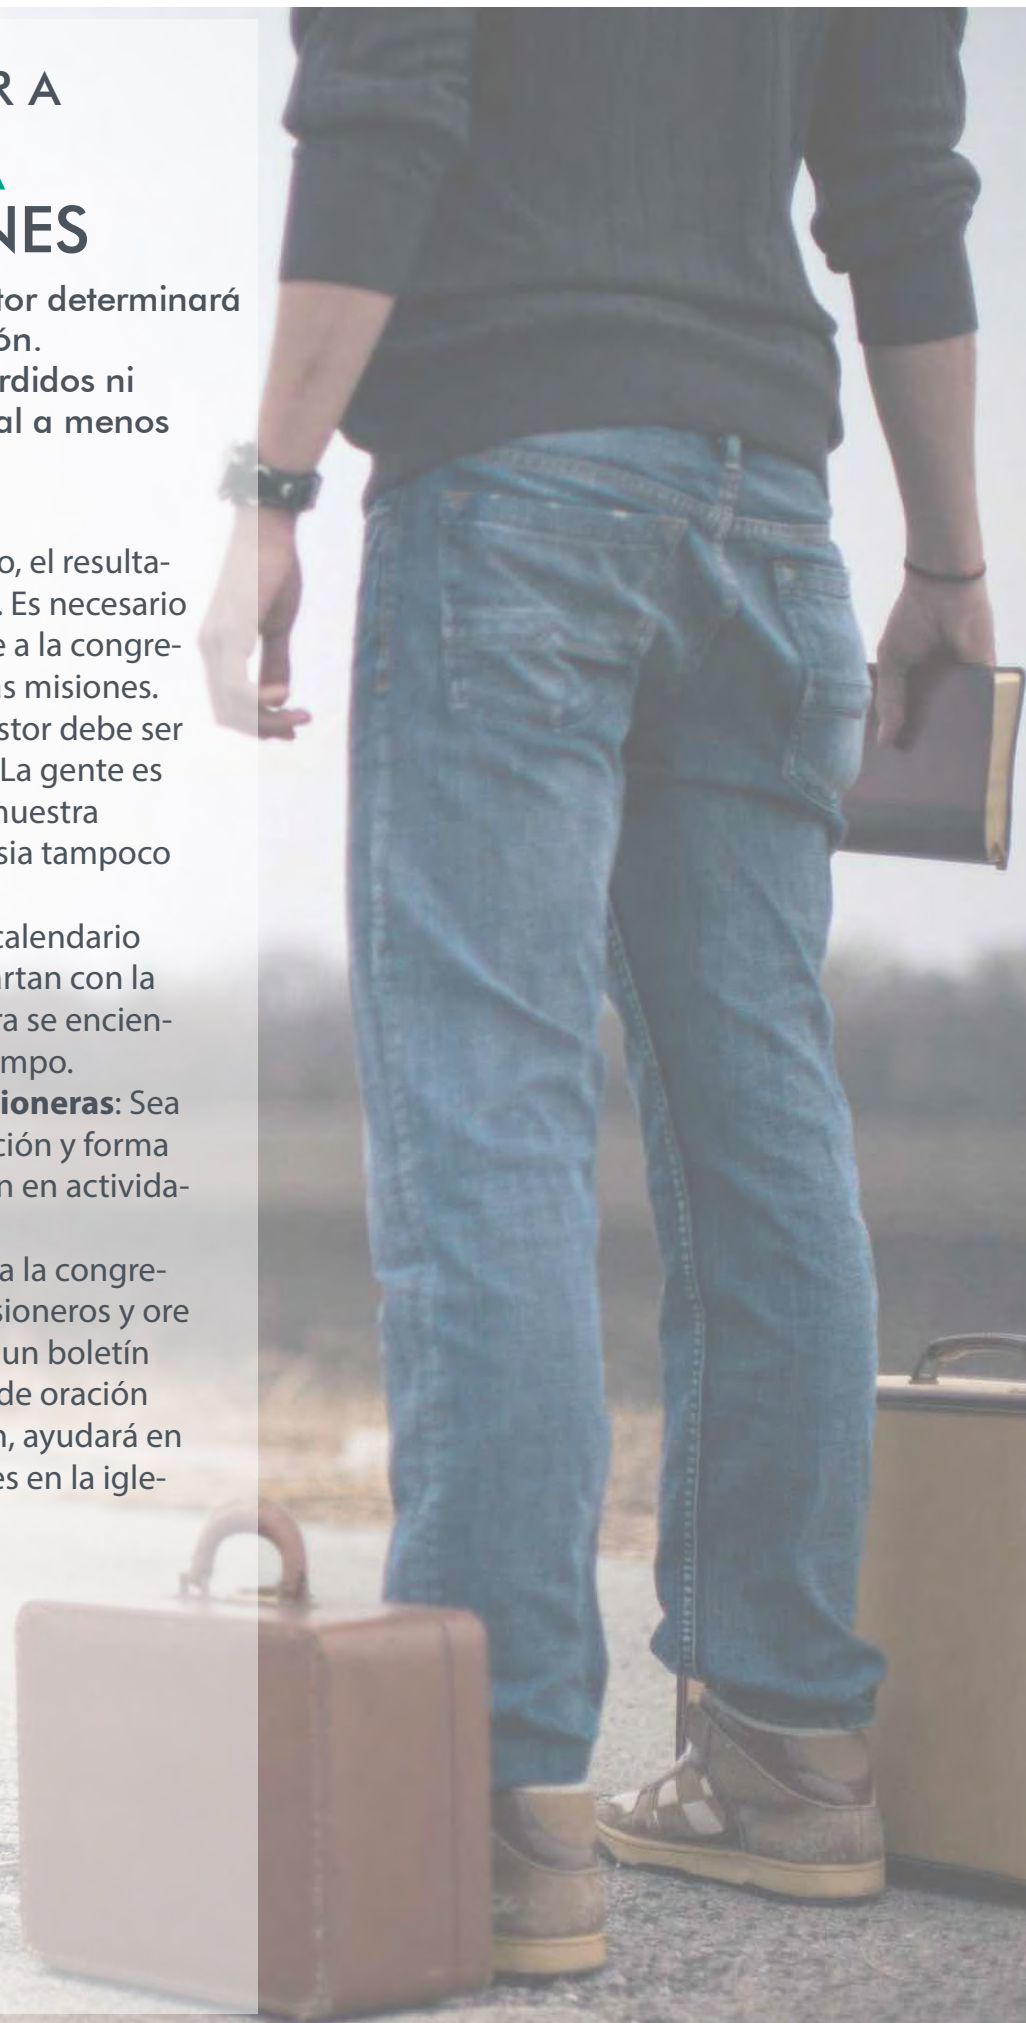 R A
A
NES
tor determinará
ón.
rdidos ni
al a menos
o, el resulta-
. Es necesario
e a la congre-
as misiones.
stor debe ser
La gente es
nuestra
sia tampoco
calendario
artan con la
ra se encien-
mpo.
ioneras: Sea
ción y forma
n en activida-
a la congre-
sioneros y ore
un boletín
de oración
n, ayudará en
es en la igle-